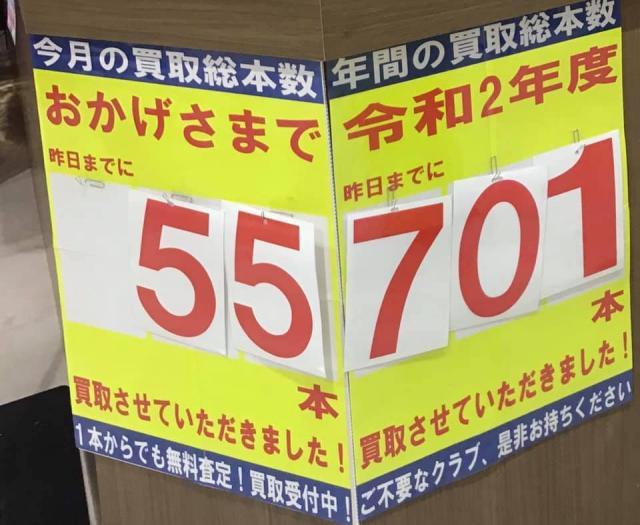 今月の買取総本数
おかげさまで
昨日までに
55
本
買取させていただきました！
1本からでも無料査定！買取受付中！
年間の買取総本数
令和2年度
昨日までに
701
本
買取させていただきました！
ご不要なクラブ、是非お持ちください